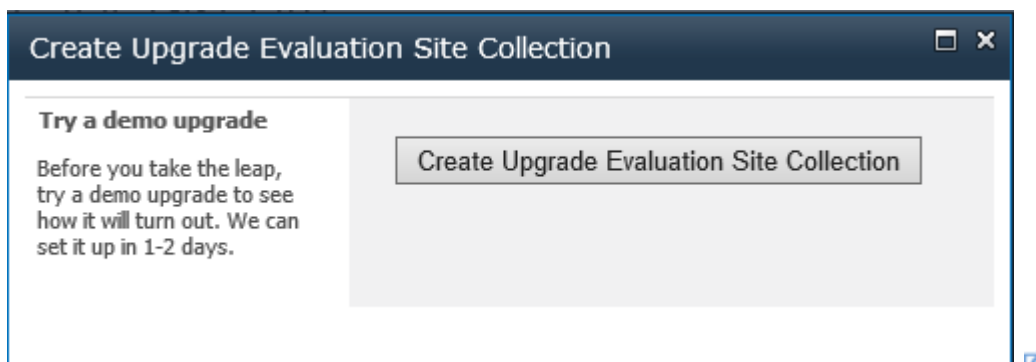 Create Upgrade Evaluation Site Collection
Try a demo upgrade
Before you take the leap,
try a demo upgrade to see
how it will turn out. We can
set it up in 1-2 days.
Create Upgrade Evaluation Site Collection